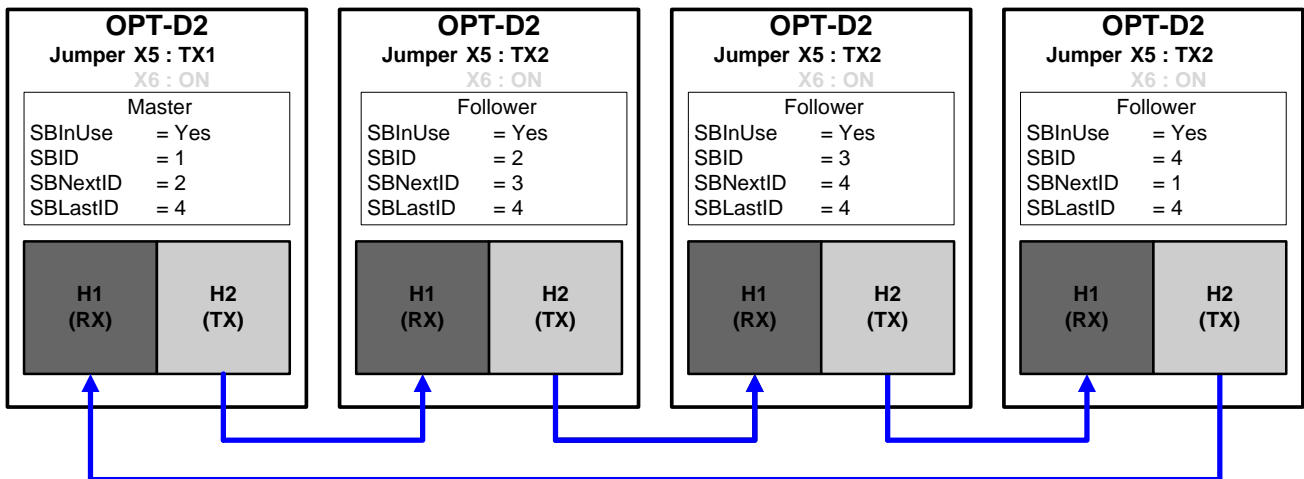 OPT-D2
Jumper X5 : TX1
X6 : ON
Master
SBInUse = Yes
SBID = 1
SBNextID = 2
SBLastID = 4
H1
(RX)
H2
(TX)
OPT-D2
Jumper X5 : TX2
X6 : ON
Follower
SBInUse = Yes
SBID = 2
SBNextID = 3
SBLastID = 4
H1
(RX)
H2
(TX)
OPT-D2
Jumper X5 : TX2
X6 : ON
Follower
SBInUse = Yes
SBID = 3
SBNextID = 4
SBLastID = 4
H1
(RX)
H2
(TX)
OPT-D2
Jumper X5 : TX2
X6 : ON
Follower
SBInUse = Yes
SBID = 4
SBNextID = 1
SBLastID = 4
H1
(RX)
H2
(TX)